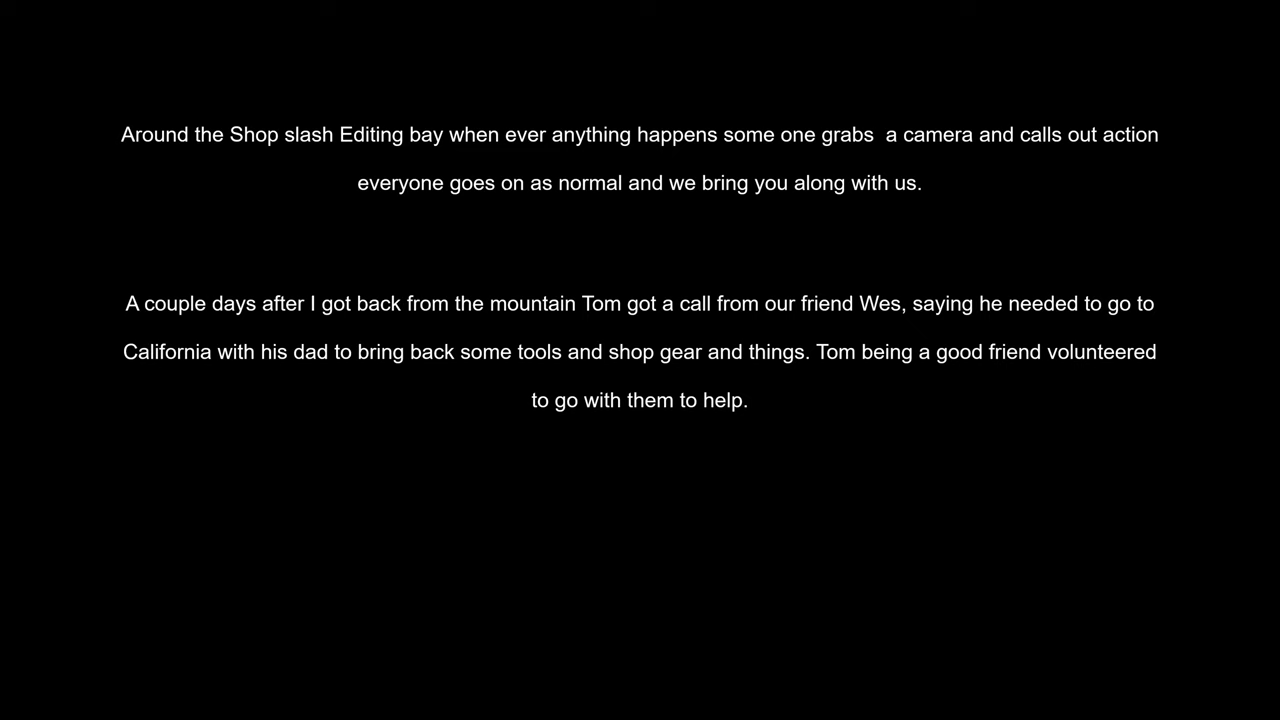 Around the Shop slash Editing bay when ever anything happens some one grabs  a camera and calls out action
everyone goes on as normal and we bring you along with us.
A couple days after I got back from the mountain Tom got a call from our friend Wes, saying he needed to go to
California with his dad to bring back some tools and shop gear and things. Tom being a good friend volunteered
to go with them to help.